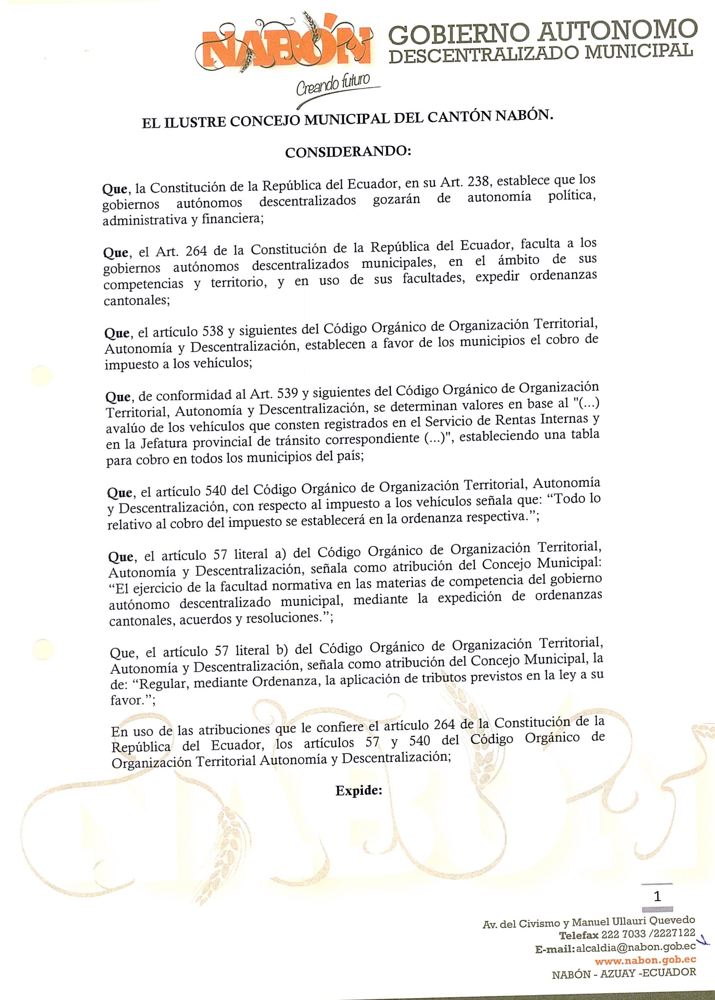 NABÓN
GOBIERNO AUTONOMO
DESCENTRALIZADO MUNICIPAL
Creando futuro
EL ILUSTRE CONCEJO MUNICIPAL DEL CANTÓN NABÓN.
CONSIDERANDO:
Que, la Constitución de la República del Ecuador, en su Art. 238, establece que los
gobiernos autónomos descentralizados gozarán de autonomía política,
administrativa y financiera;
Que, el Art. 264 de la Constitución de la República del Ecuador, faculta a los
gobiernos autónomos descentralizados municipales, en el ámbito de sus
competencias y territorio, y en uso de sus facultades, expedir ordenanzas
cantonales;
Que, el artículo 538 y siguientes del Código Orgánico de Organización Territorial,
Autonomía y Descentralización, establecen a favor de los municipios el cobro de
impuesto a los vehículos;
Que, de conformidad al Art. 539 y siguientes del Código Orgánico de Organización
Territorial, Autonomía y Descentralización, se determinan valores en base al "(...)
avalúo de los vehículos que consten registrados en el Servicio de Rentas Internas y
en la Jefatura provincial de tránsito correspondiente (...)", estableciendo una tabla
para cobro en todos los municipios del país;
Que, el artículo 540 del Código Orgánico de Organización Territorial, Autonomía
y Descentralización, con respecto al impuesto a los vehículos señala que: “Todo lo
relativo al cobro del impuesto se establecerá en la ordenanza respectiva.”;
Que, el artículo 57 literal a) del Código Orgánico de Organización Territorial,
Autonomía y Descentralización, señala como atribución del Concejo Municipal:
“El ejercicio de la facultad normativa en las materias de competencia del gobierno
autónomo descentralizado municipal, mediante la expedición de ordenanzas
cantonales, acuerdos y resoluciones.”;
Que, el artículo 57 literal b) del Código Orgánico de Organización Territorial,
Autonomía y Descentralización, señala como atribución del Concejo Municipal, la
de: “Regular, mediante Ordenanza, la aplicación de tributos previstos en la ley a su
favor.”;
En uso de las atribuciones que le confiere el artículo 264 de la Constitución de la
República del Ecuador, los artículos 57 y 540 del Código Orgánico de
Organización Territorial Autonomía y Descentralización;
Expide:
1
Av. del Civismo y Manuel Ullauri Quevedo
Telefax 222 7033 /2227122
E-mail: alcaldia@nabon.gob.ec
www.nabon.gob.ec
NABÓN - AZUAY -ECUADOR